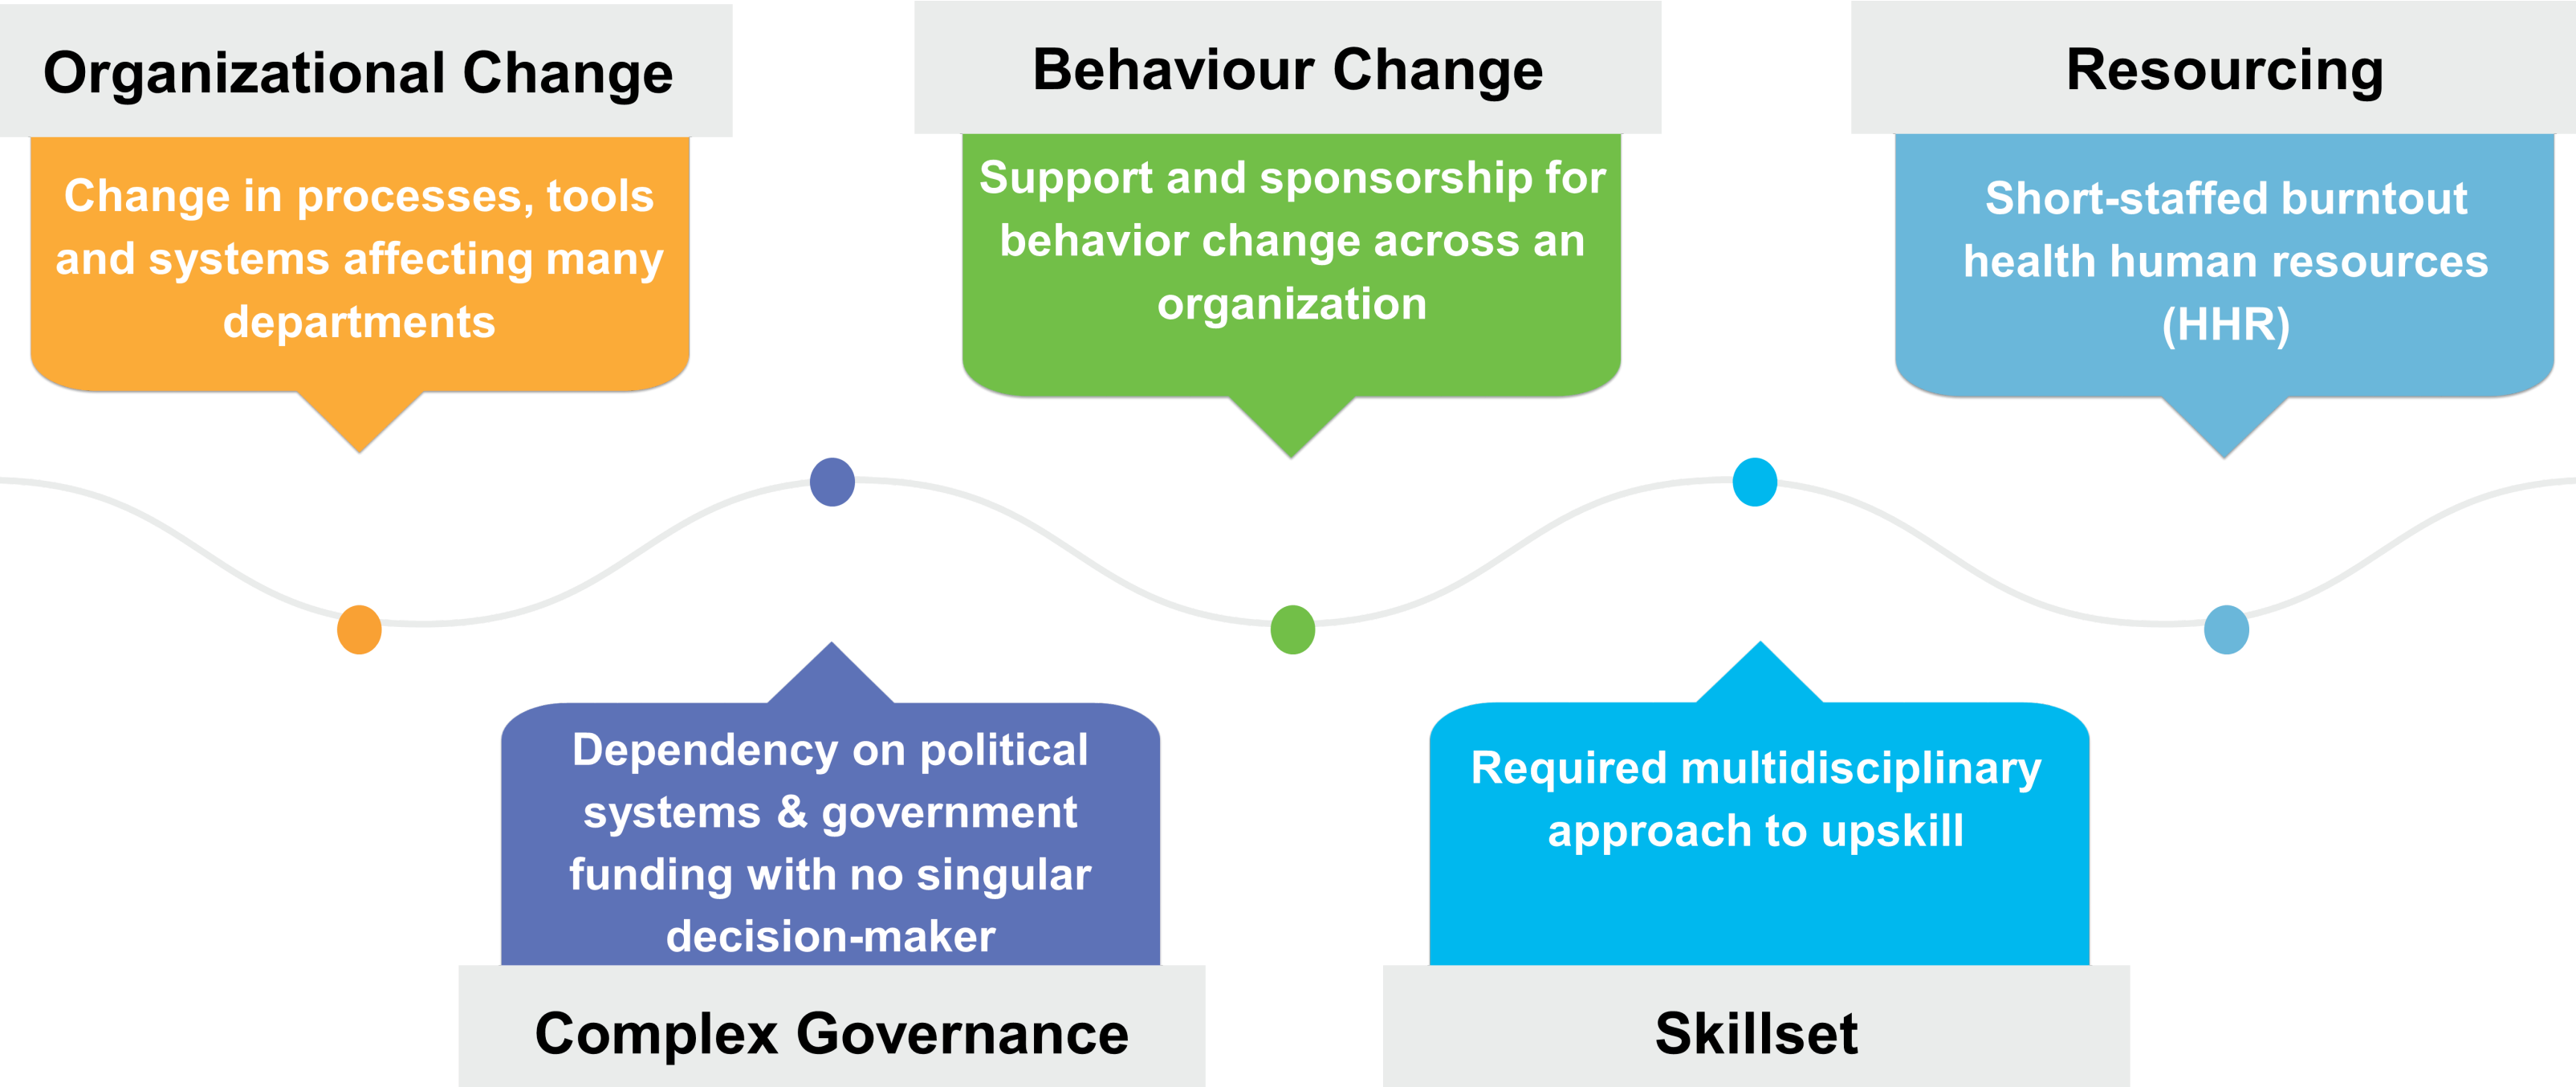 Organizational Change
Change in processes, tools
and systems affecting many
departments
Dependency on political
systems & government
funding with no singular
decision-maker
Complex Governance
Behaviour Change
Support and sponsorship for
behavior change across an
organization
Required multidisciplinary
approach to upskill
Skillset
Resourcing
Short-staffed burntout
health human resources
(HHR)